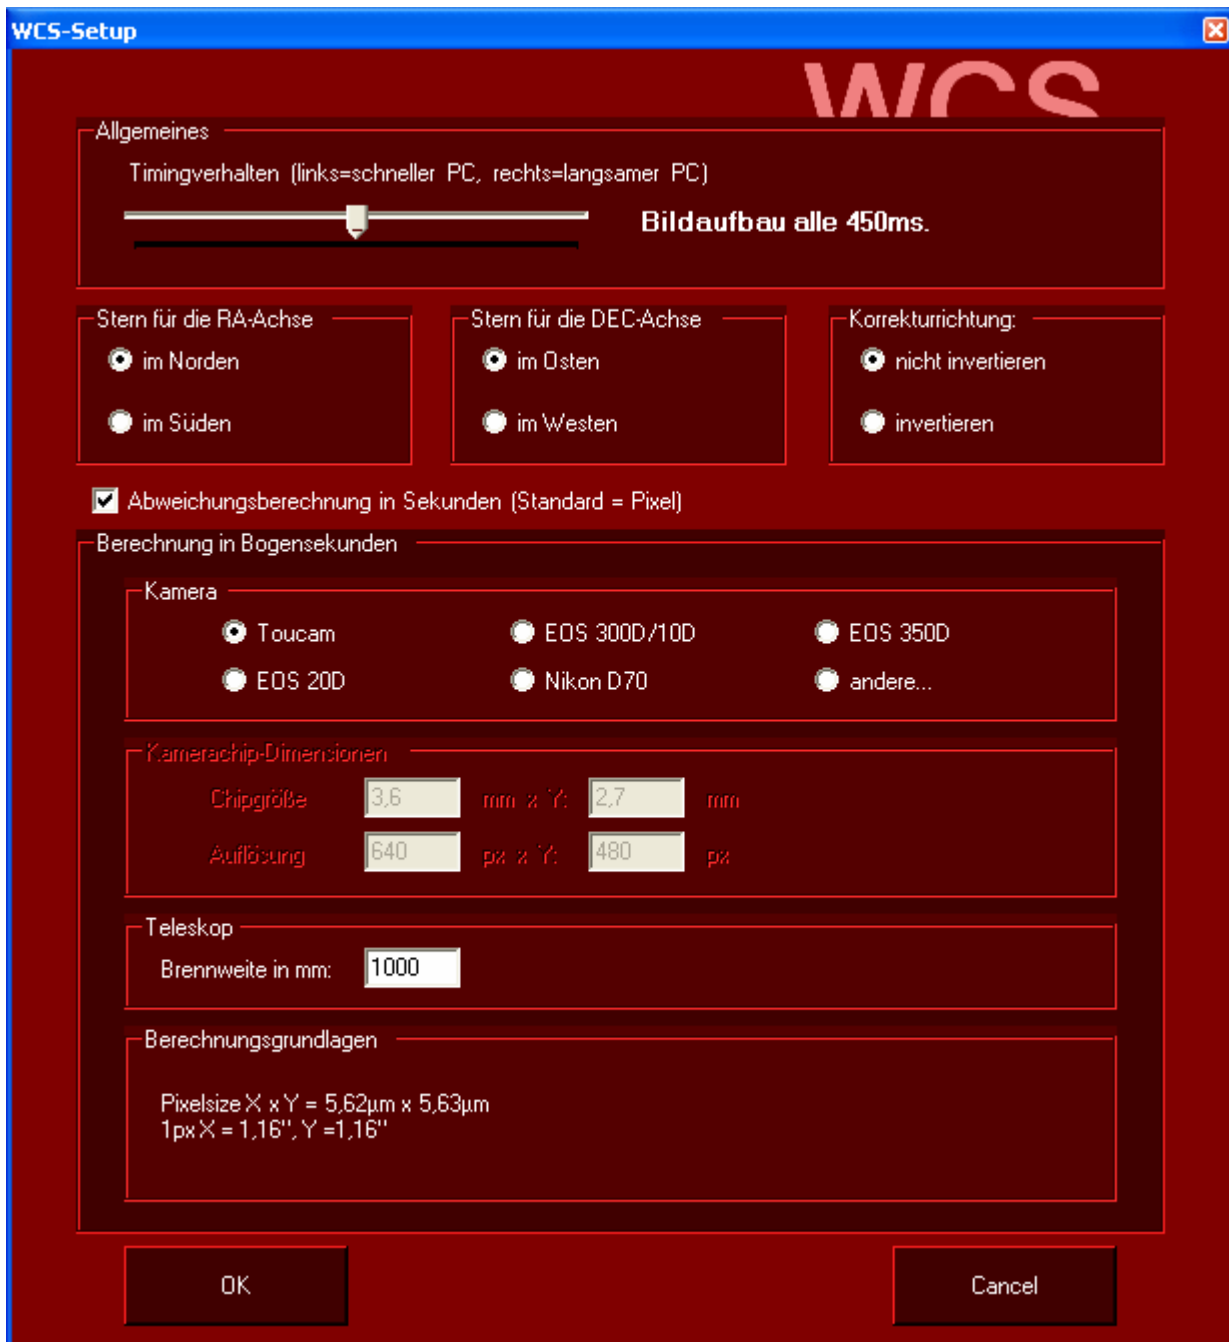 WCS-Setup
WCS
Allgemeines
Timingverhalten (links=schneller PC, rechts=langsamer PC)
Bildaufbau alle 450ms.
Stern für die RA-Achse
im Norden
im Süden
Stern für die DEC-Achse
im Osten
im Westen
Korrekturrichtung:
nicht invertieren
invertieren
Abweichungsberechnung in Sekunden (Standard = Pixel)
Berechnung in Bogensekunden
Kamera
Toucam
EOS 300D/10D
EOS 350D
EOS 20D
Nikon D70
andere...
Kamerachip-Dimensionen
Chipgröße 3,6 mm x Y: 2,7 mm
Auflösung 640 px x Y: 480 px
Teleskop
Brennweite in mm: 1000
Berechnungsgrundlagen
Pixelsize X x Y = 5,62µm x 5,63µm
1px X = 1,16", Y =1,16"
OK
Cancel